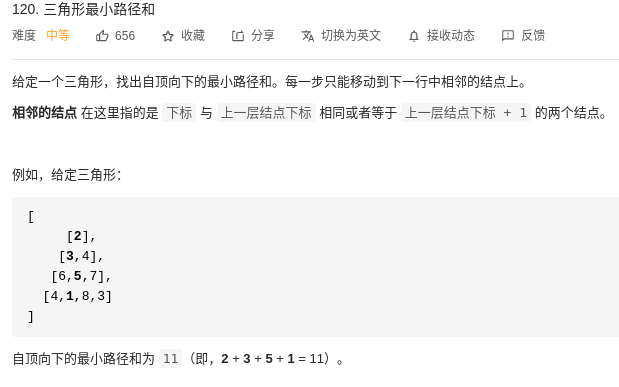 120. 三角形最小路径和
难度 中等 656 收藏 分享 切换为英文 接收动态 反馈
给定一个三角形，找出自顶向下的最小路径和。每一步只能移动到下一行中相邻的结点上。
相邻的结点 在这里指的是 下标 与 上一层结点下标 相同或者等于 上一层结点下标 + 1 的两个结点。
例如，给定三角形：
[
[2],
[3,4],
[6,5,7],
[4,1,8,3]
]
自顶向下的最小路径和为 11（即，2 + 3 + 5 + 1 = 11）。